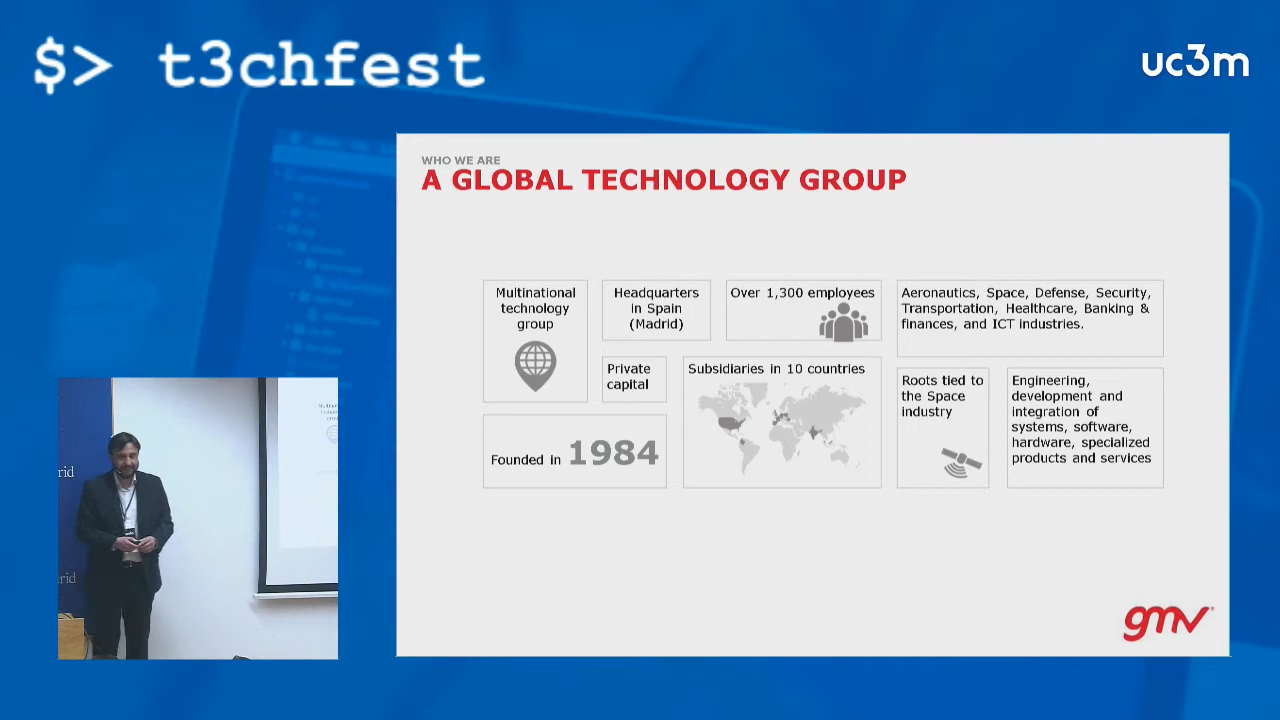 $> t3chfest
uc3m
WHO WE ARE
A GLOBAL TECHNOLOGY GROUP
Multinational
technology
group
Headquarters
in Spain
(Madrid)
Over 1,300 employees
Aeronautics, Space, Defense, Security,
Transportation, Healthcare, Banking &
finances, and ICT industries.
Private
capital
Subsidiaries in 10 countries
Roots tied to
the Space
industry
Engineering,
development and
integration of
systems, software,
hardware, specialized
products and services
Founded in 1984
gmv
rid
drid